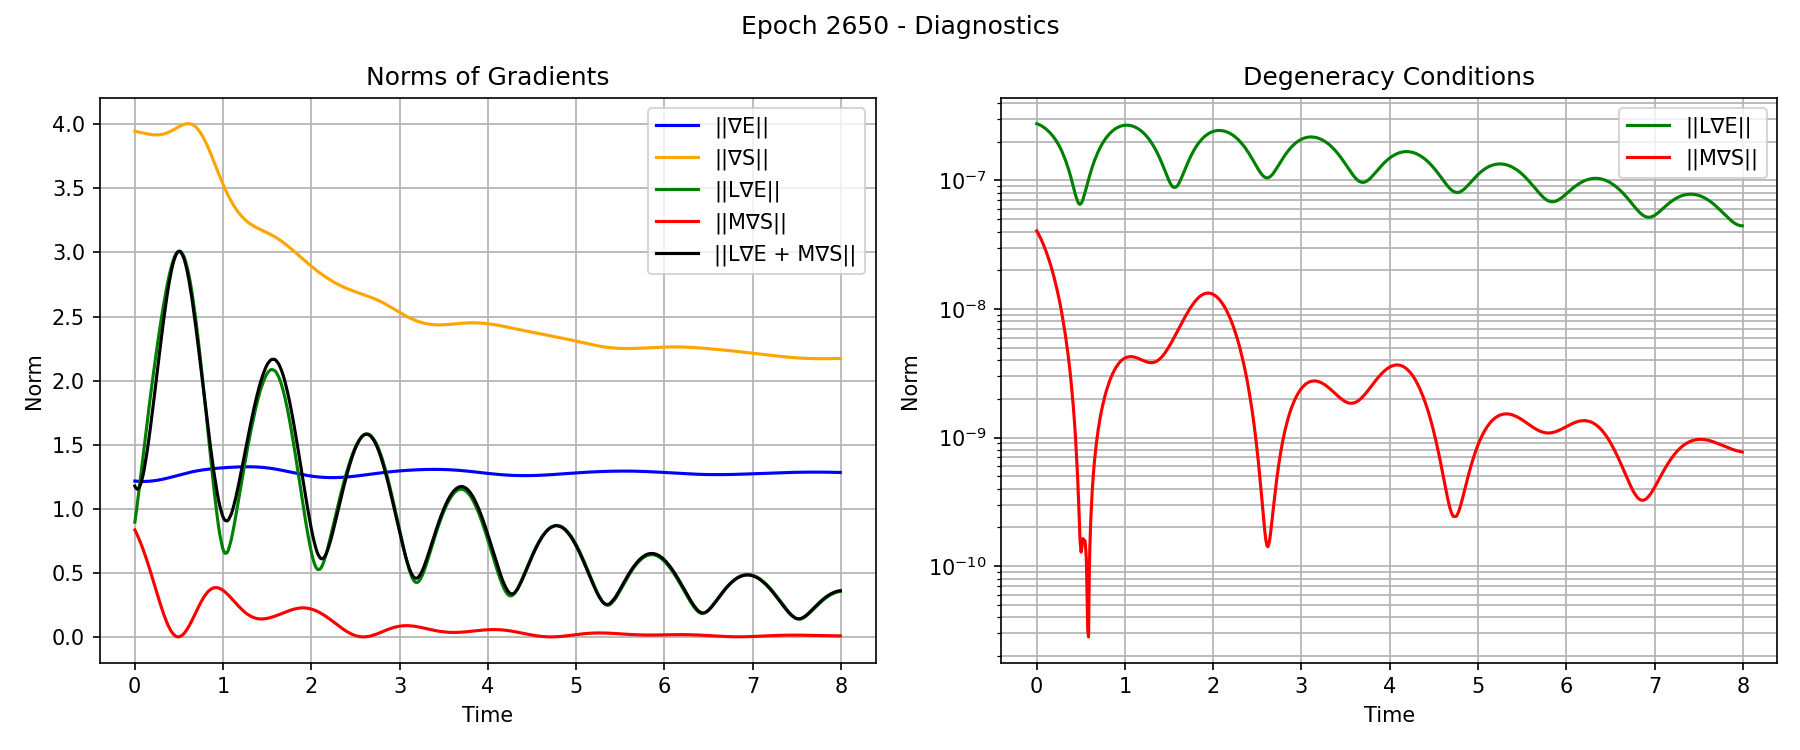 Epoch 2650 - Diagnostics
Norms of Gradients
4.0
3.5
3.0
2.5
2.0
1.5
1.0
0.5
0.0
Norm
0
1
2
3
4
5
6
7
8
Time
||∇E||
||∇S||
||L∇E||
||M∇S||
||L∇E + M∇S||
Degeneracy Conditions
10⁻⁷
10⁻⁸
10⁻⁹
10⁻¹⁰
Norm
0
1
2
3
4
5
6
7
8
Time
||L∇E||
||M∇S||